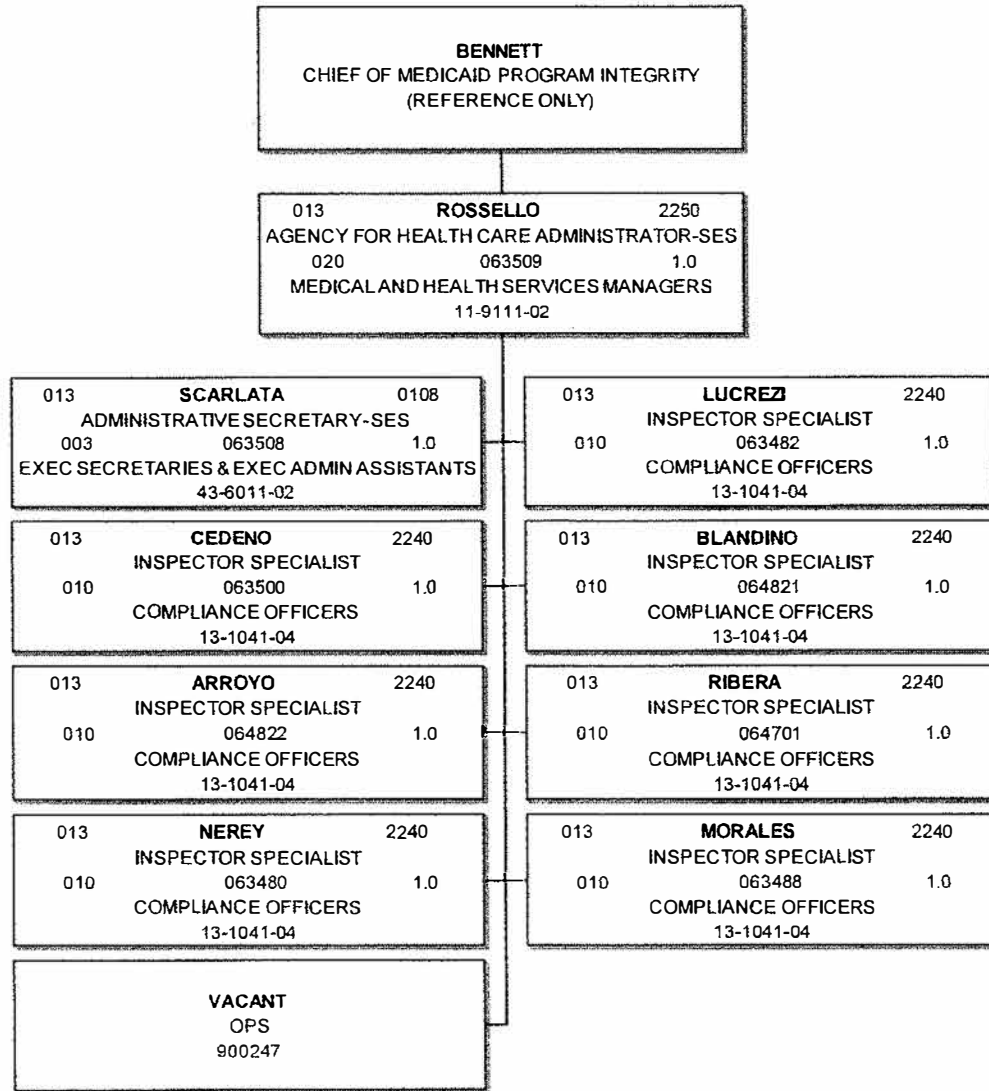 BENNETT
CHIEF OF MEDICAID PROGRAM INTEGRITY
(REFERENCE ONLY)
013 ROSSELLO 2250
AGENCY FOR HEALTH CARE ADMINISTRATOR-SES
020 063509 1.0
MEDICAL AND HEALTH SERVICES MANAGERS
11-9111-02
013 SCARLATA 0108
ADMINISTRATIVE SECRETARY-SES
003 063508 1.0
EXEC SECRETARIES & EXEC ADMIN ASSISTANTS
43-6011-02
013 LUCREZI 2240
INSPECTOR SPECIALIST
010 063482 1.0
COMPLIANCE OFFICERS
13-1041-04
013 CEDENO 2240
INSPECTOR SPECIALIST
010 063500 1.0
COMPLIANCE OFFICERS
13-1041-04
013 BLANDINO 2240
INSPECTOR SPECIALIST
010 064821 1.0
COMPLIANCE OFFICERS
13-1041-04
013 ARROYO 2240
INSPECTOR SPECIALIST
010 064822 1.0
COMPLIANCE OFFICERS
13-1041-04
013 RIBERA 2240
INSPECTOR SPECIALIST
010 064701 1.0
COMPLIANCE OFFICERS
13-1041-04
013 NEREY 2240
INSPECTOR SPECIALIST
010 063480 1.0
COMPLIANCE OFFICERS
13-1041-04
013 MORALES 2240
INSPECTOR SPECIALIST
010 063488 1.0
COMPLIANCE OFFICERS
13-1041-04
VACANT
OPS
900247